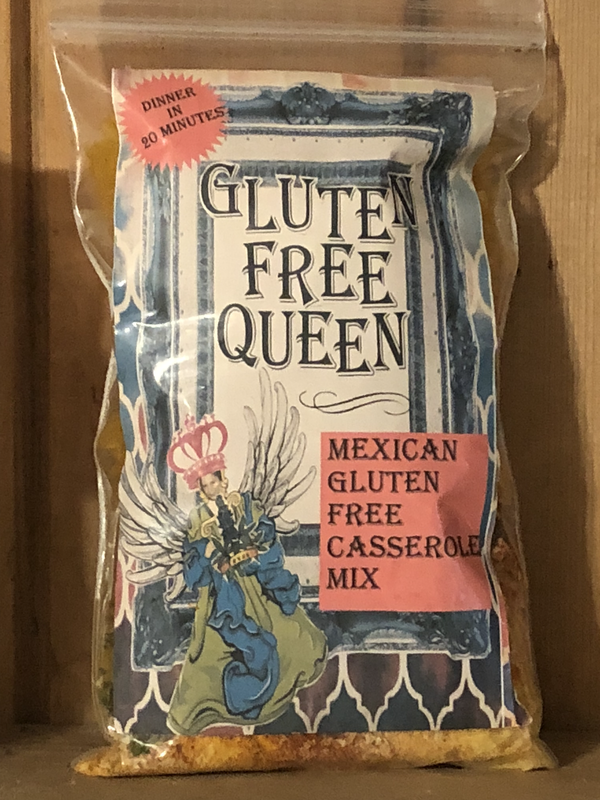 DINNER
IN
20 MINUTES
GLUTEN
FREE
QUEEN
MEXICAN
GLUTEN
FREE
CASSEROLE
MIX